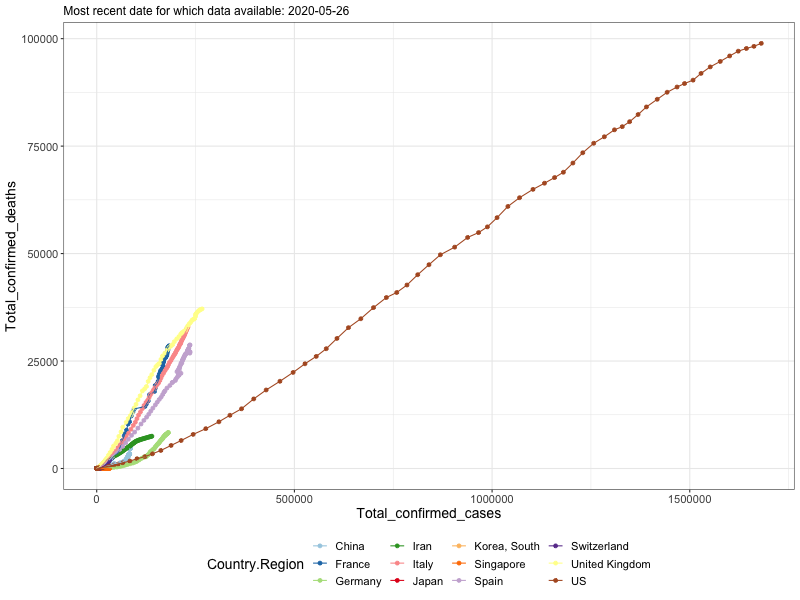 Most recent date for which data available: 2020-05-26
100000
75000
50000
25000
0
Total_confirmed_deaths
0 500000 1000000 1500000
Total_confirmed_cases
Country.Region
China Iran Korea, South Switzerland
France Italy Singapore United Kingdom
Germany Japan Spain US